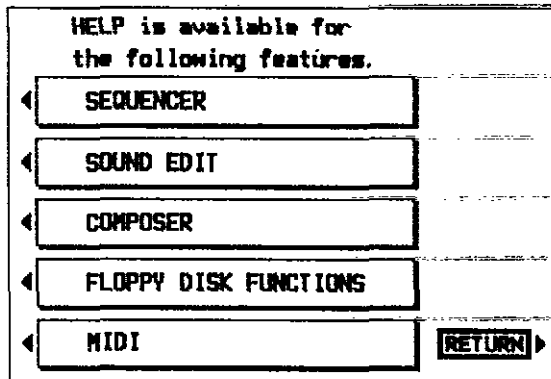 HELP is available for
the following features.
SEQUENCER
SOUND EDIT
COMPOSER
FLOPPY DISK FUNCTIONS
MIDI
RETURN